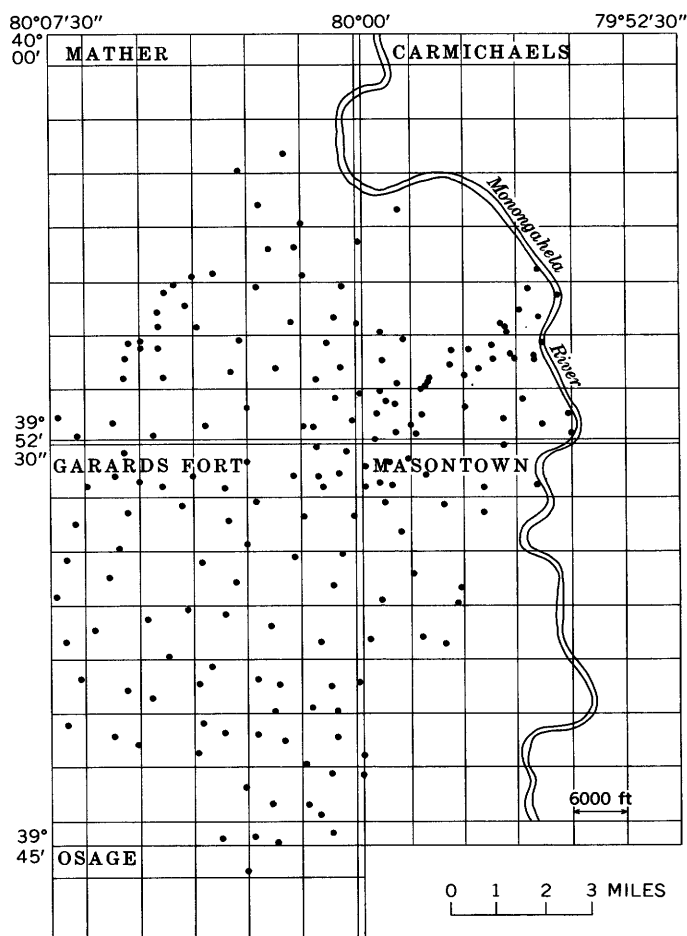 80°07'30" 80°00' 79°52'30"
40°
00'
MATHER CARMICHAELS
Monongahela
River
39°
52'
30"
GARARDS FORT MASONTOWN
6000 ft
39°
45'
OSAGE
0 1 2 3 MILES